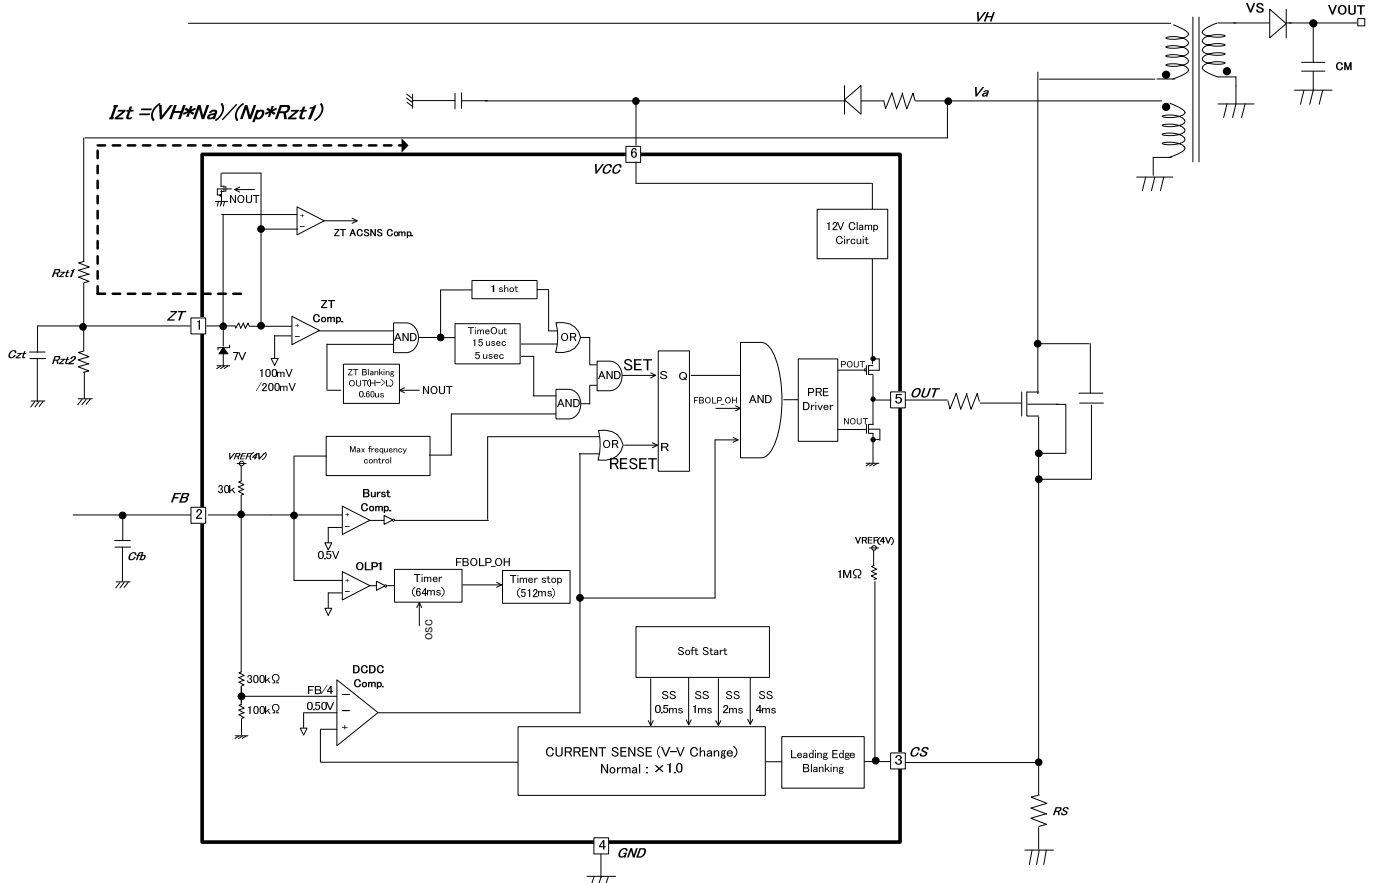 VH
VS
VOUT
CM
Va
Izt =(VH*Na)/(Np*Rzt1)
6
VCC
NOUT
+
−
ZT ACSNS Comp.
12V Clamp
Circuit
Rzt1
ZT
1
ZT
Comp.
+
−
7V
100mV
/200mV
Czt
Rzt2
AND
1 shot
TimeOut
15 usec
5 usec
OR
ZT Blanking
OUT(H->L)
0.60us
NOUT
AND
AND
SET
S
Q
R
FBOLP_OH
AND
PRE
Driver
POUT
NOUT
5
OUT
Max frequency
control
OR
RESET
VREF(4V)
30k
FB
2
Cfb
Burst
Comp.
+
−
0.5V
OLP1
+
−
Timer
(64ms)
FBOLP_OH
Timer stop
(512ms)
OSC
VREF(4V)
1MΩ
300kΩ
100kΩ
FB/4
0.50V
DCDC
Comp.
−
−
+
Soft Start
SS
0.5ms
SS
1ms
SS
2ms
SS
4ms
CURRENT SENSE (V-V Change)
Normal : ×1.0
Leading Edge
Blanking
3
CS
RS
4
GND